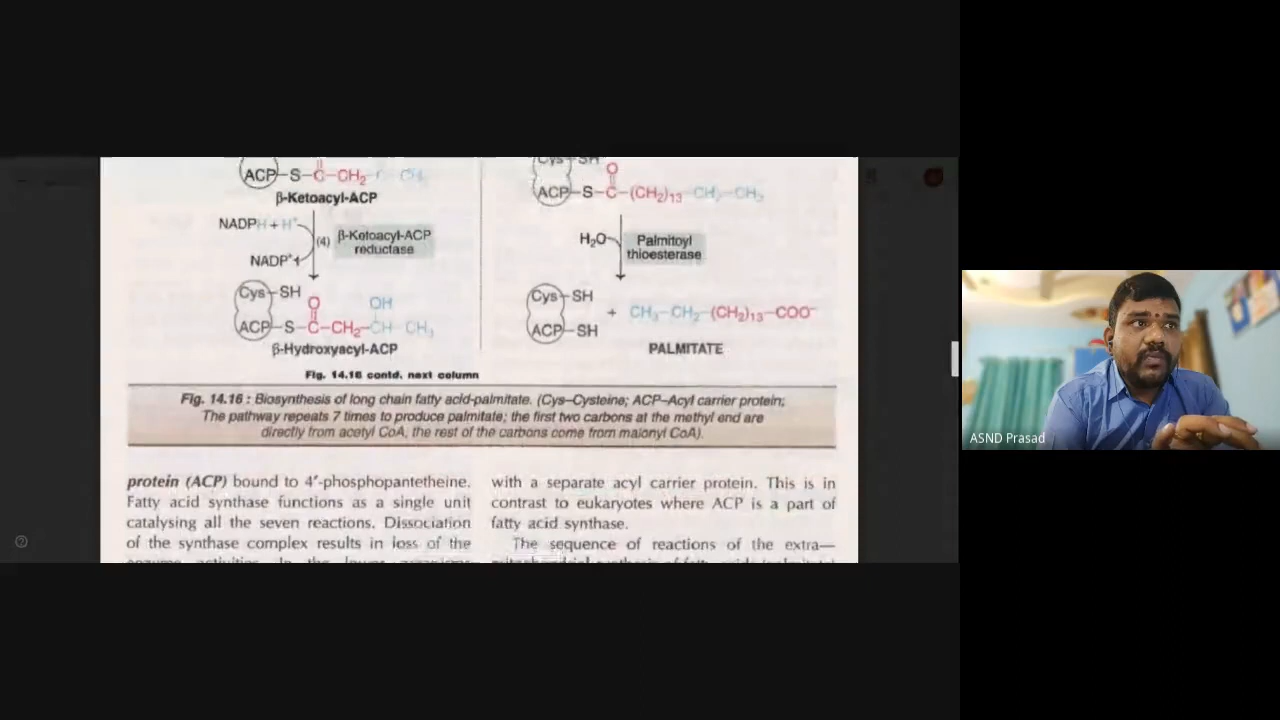 ACP–S–C–CH₂–
β-Ketoacyl-ACP
NADPH + H⁺
(4) β-Ketoacyl-ACP
reductase
NADP⁺
Cys–SH
O OH
ACP–S–C–CH₂–CH–CH₃
β-Hydroxyacyl-ACP
Fig. 14.16 contd. next column
Cys–SH
O
ACP–S–C–(CH₂)₁₃–CH₂–CH₃
H₂O
Palmitoyl
thioesterase
Cys–SH
+ CH₃–CH₂–(CH₂)₁₃–COO⁻
ACP–SH
PALMITATE
Fig. 14.16 : Biosynthesis of long chain fatty acid-palmitate. (Cys–Cysteine; ACP–Acyl carrier protein;
The pathway repeats 7 times to produce palmitate; the first two carbons at the methyl end are
directly from acetyl CoA, the rest of the carbons come from malonyl CoA).
protein (ACP) bound to 4′-phosphopantetheine.
Fatty acid synthase functions as a single unit
catalysing all the seven reactions. Dissociation
of the synthase complex results in loss of the
with a separate acyl carrier protein. This is in
contrast to eukaryotes where ACP is a part of
fatty acid synthase.
The sequence of reactions of the extra—
ASND Prasad